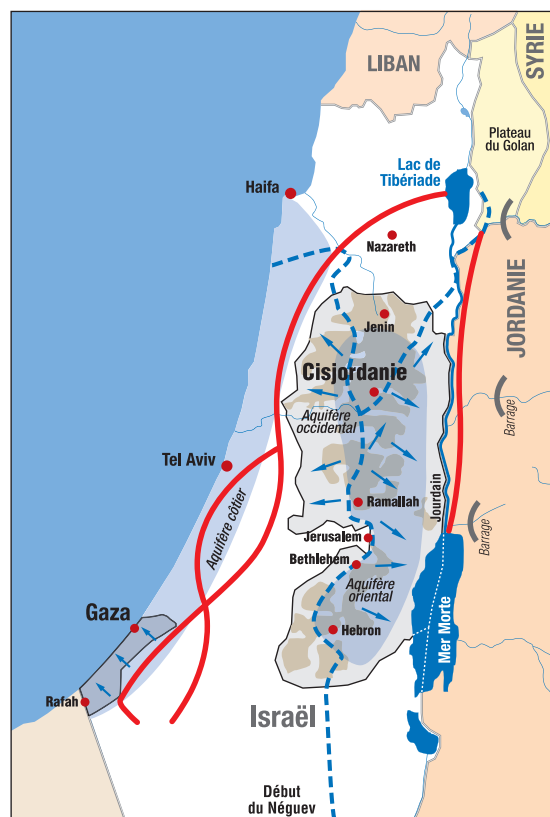 LIBAN
SYRIE
Plateau
du Golan
Lac de
Tibériade
Haifa
Nazareth
JORDANIE
Jenin
Cisjordanie
Aquifère
occidental
Barrage
Tel Aviv
Aquifère côtier
Ramallah
Jourdain
Jerusalem
Barrage
Bethlehem
Aquifère
oriental
Gaza
Hebron
Mer Morte
Rafah
Israël
Début
du Néguev